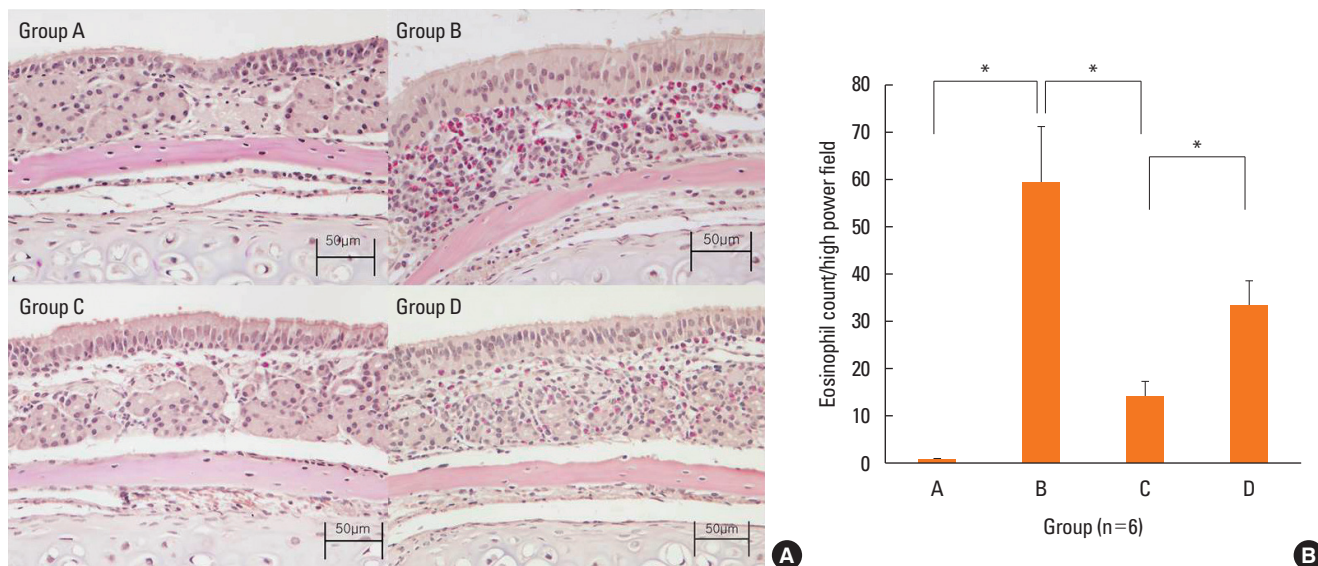 Group A
Group B
50μm
50μm
Group C
Group D
50μm
50μm
A
Eosinophil count/high power field
80
70
60
50
40
30
20
10
0
*
*
*
A B C D
Group (n=6)
B